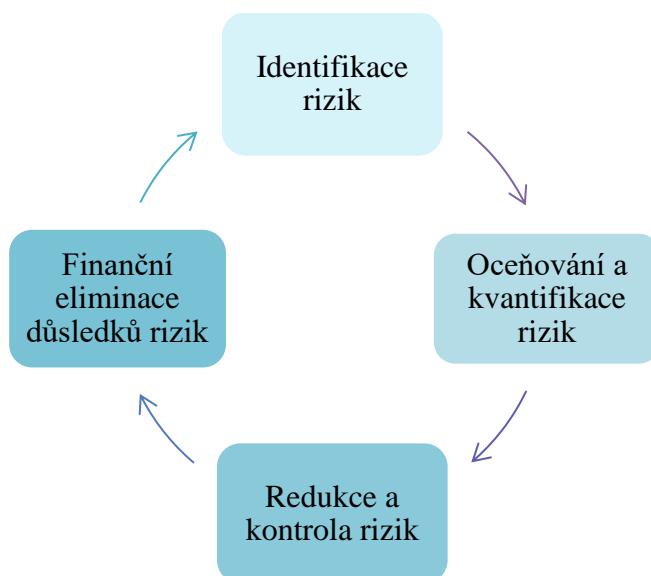 Identifikace
rizik
Oceňování a
kvantifikace
rizik
Redukce a
kontrola rizik
Finanční
eliminace
důsledků rizik